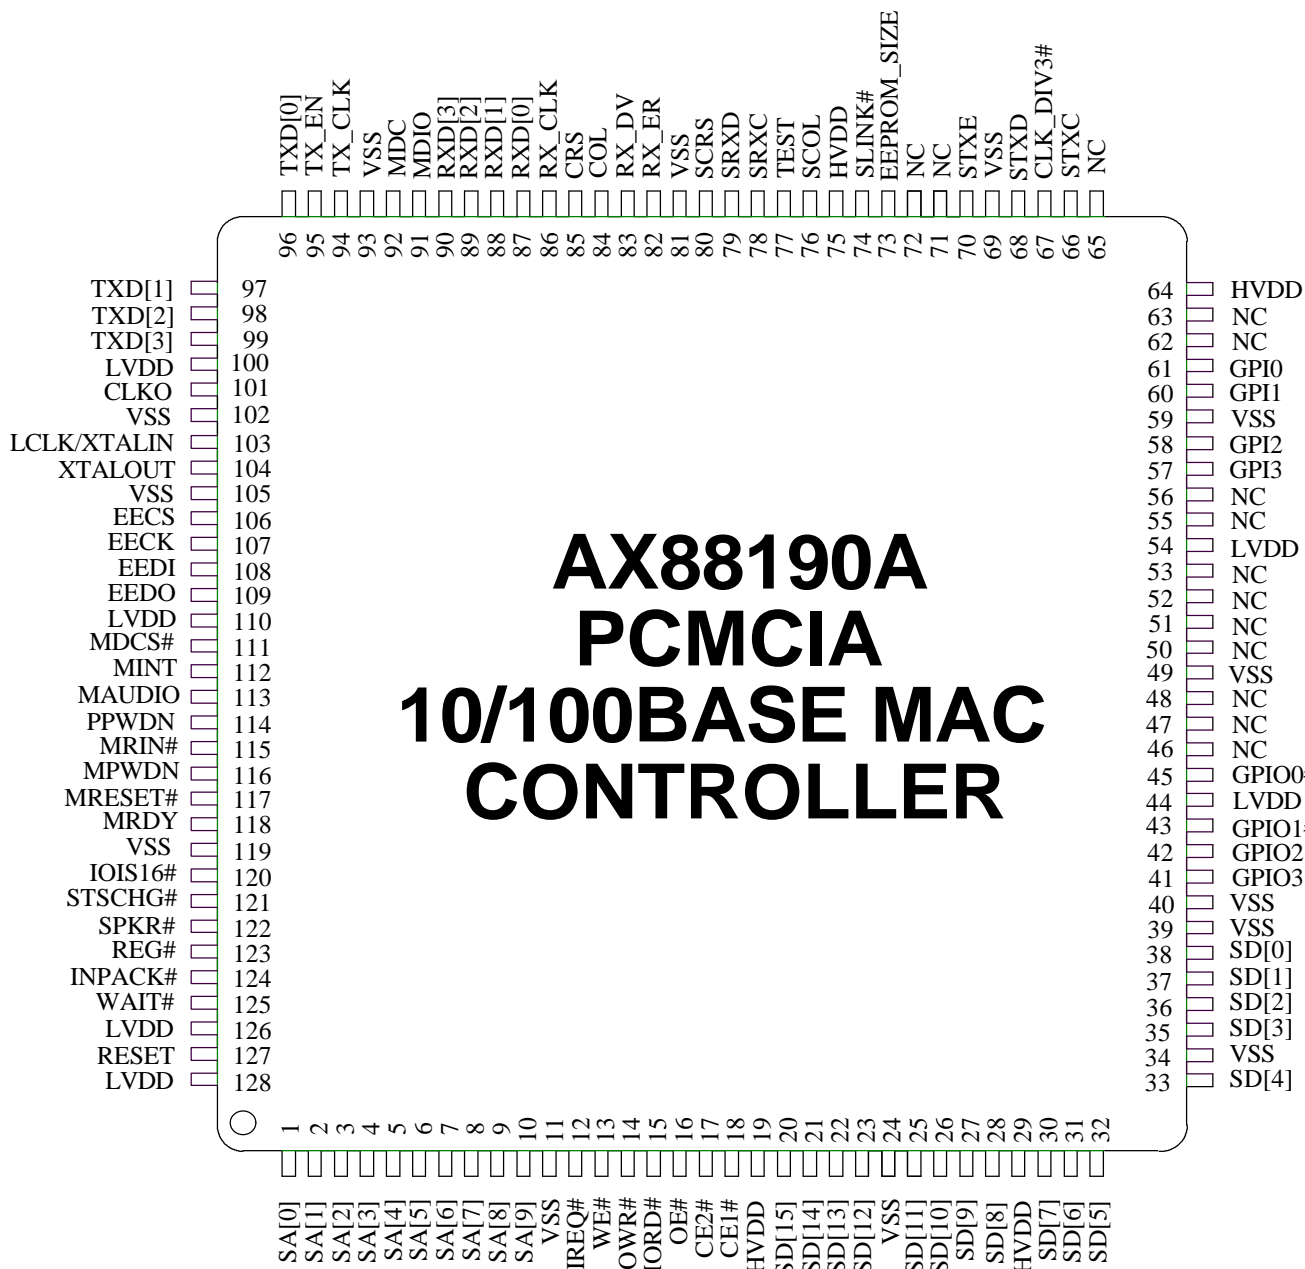 TXD[0] TX_EN TX_CLK VSS MDC MDIO RXD[3] RXD[2] RXD[1] RXD[0] RX_CLK CRS COL RX_DV RX_ER VSS SCRS SRXD SRXC TEST SCOL HVDD SLINK# EEPROM_SIZE NC NC STXE VSS STXD CLK_DIV3# STXC NC
96 95 94 93 92 91 90 89 88 87 86 85 84 83 82 81 80 79 78 77 76 75 74 73 72 71 70 69 68 67 66 65
TXD[1] 97
TXD[2] 98
TXD[3] 99
LVDD 100
CLKO 101
VSS 102
LCLK/XTALIN 103
XTALOUT 104
VSS 105
EECS 106
EECK 107
EEDI 108
EEDO 109
LVDD 110
MDCS# 111
MINT 112
MAUDIO 113
PPWDN 114
MRIN# 115
MPWDN 116
MRESET# 117
MRDY 118
VSS 119
IOIS16# 120
STSCHG# 121
SPKR# 122
REG# 123
INPACK# 124
WAIT# 125
LVDD 126
RESET 127
LVDD 128
AX88190A
PCMCIA
10/100BASE MAC
CONTROLLER
64 HVDD
63 NC
62 NC
61 GPI0
60 GPI1
59 VSS
58 GPI2
57 GPI3
56 NC
55 NC
54 LVDD
53 NC
52 NC
51 NC
50 NC
49 VSS
48 NC
47 NC
46 NC
45 GPIO0#
44 LVDD
43 GPIO1#
42 GPIO2
41 GPIO3
40 VSS
39 VSS
38 SD[0]
37 SD[1]
36 SD[2]
35 SD[3]
34 VSS
33 SD[4]
1 2 3 4 5 6 7 8 9 10 11 12 13 14 15 16 17 18 19 20 21 22 23 24 25 26 27 28 29 30 31 32
SA[0] SA[1] SA[2] SA[3] SA[4] SA[5] SA[6] SA[7] SA[8] SA[9] VSS IREQ# WE# OWR# IORD# OE# CE2# CE1# HVDD SD[15] SD[14] SD[13] SD[12] VSS SD[11] SD[10] SD[9] SD[8] HVDD SD[7] SD[6] SD[5]